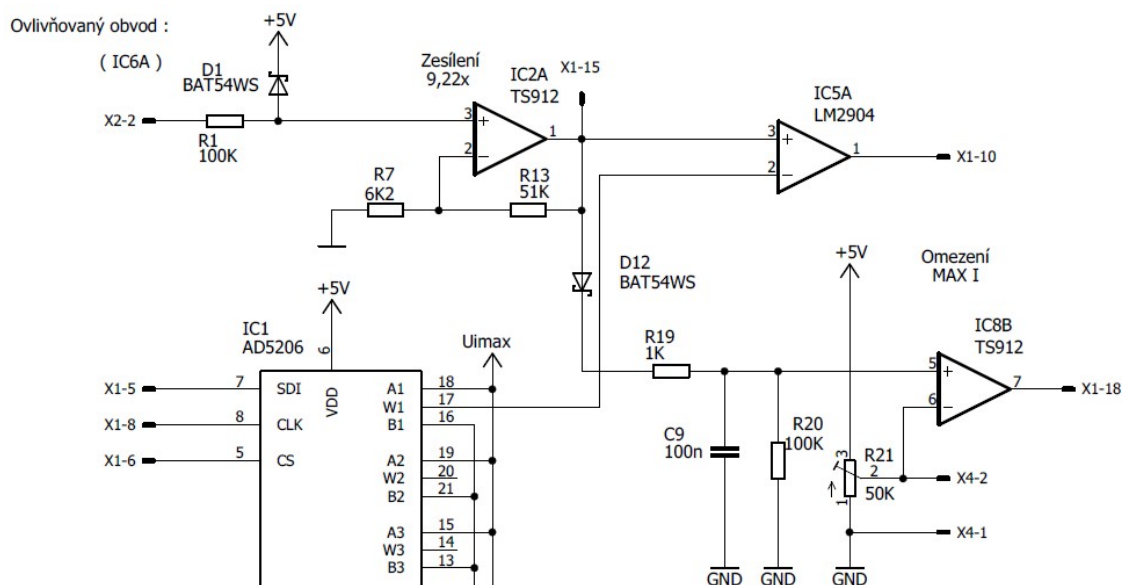 Ovlivňovaný obvod :
( IC6A )
+5V
D1
BAT54WS
X2-2
R1
100K
Zesílení
9,22x
IC2A
TS912
X1-15
3
+
2
−
1
R7
6K2
R13
51K
IC5A
LM2904
3
+
2
−
1
X1-10
D12
BAT54WS
+5V
Omezení
MAX I
+5V
IC1
AD5206
6
Uimax
R19
1K
IC8B
TS912
5
+
6
−
7
X1-18
X1-5
7
SDI
VDD
A1
18
W1
17
X1-8
8
CLK
B1
16
X1-6
5
CS
A2
19
W2
20
B2
21
A3
15
W3
14
B3
13
C9
100n
R20
100K
3
R21
2
50K
1
X4-2
X4-1
GND
GND
GND